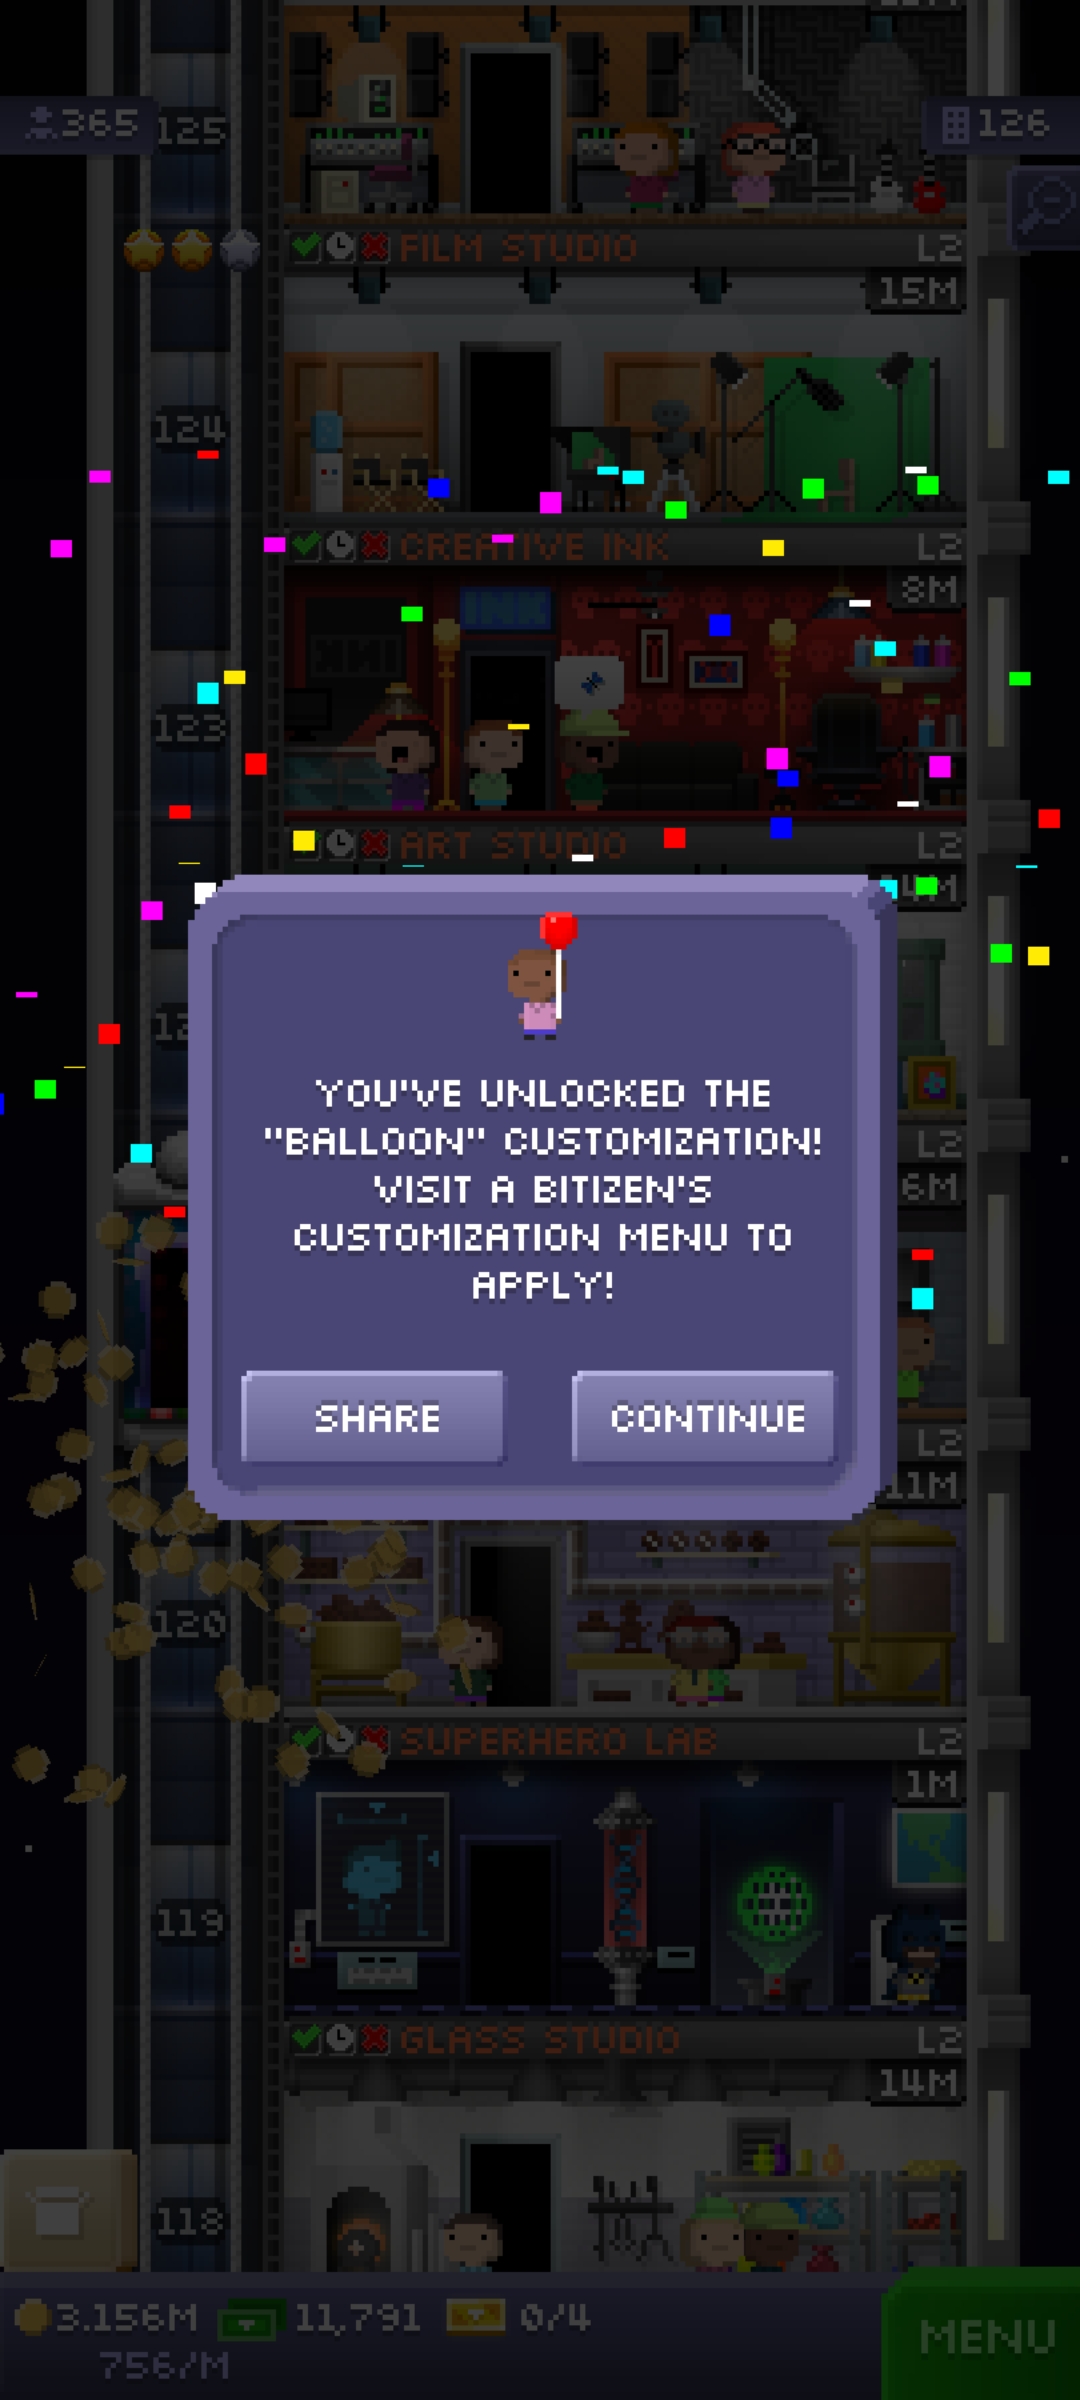 365
125
126
FILM STUDIO L2
15M
124
CREATIVE INK L2
8M
INK
123
ART STUDIO L2
YOU'VE UNLOCKED THE
"BALLOON" CUSTOMIZATION!
VISIT A BITIZEN'S
CUSTOMIZATION MENU TO
APPLY!
L2
6M
SHARE
CONTINUE
L2
11M
120
SUPERHERO LAB L2
1M
119
GLASS STUDIO L2
14M
118
3.156M 11,791 0/4
756/M
MENU